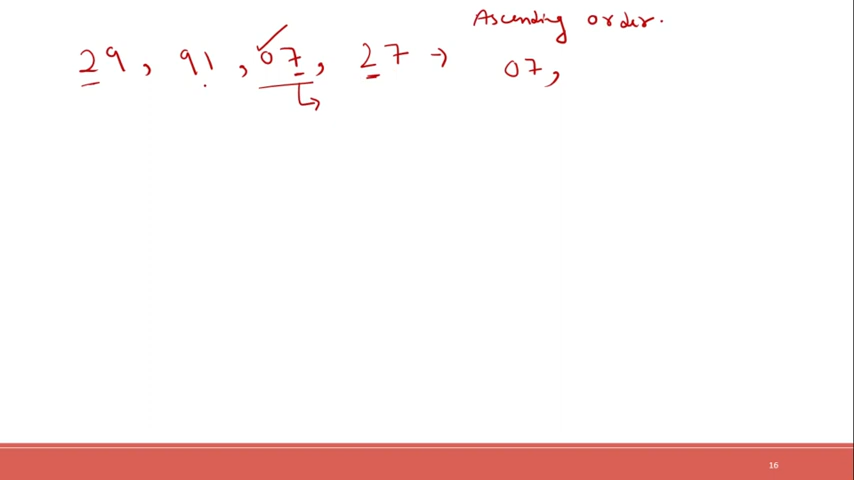 Ascending order.
29, 91, 07, 27 → 07,
16